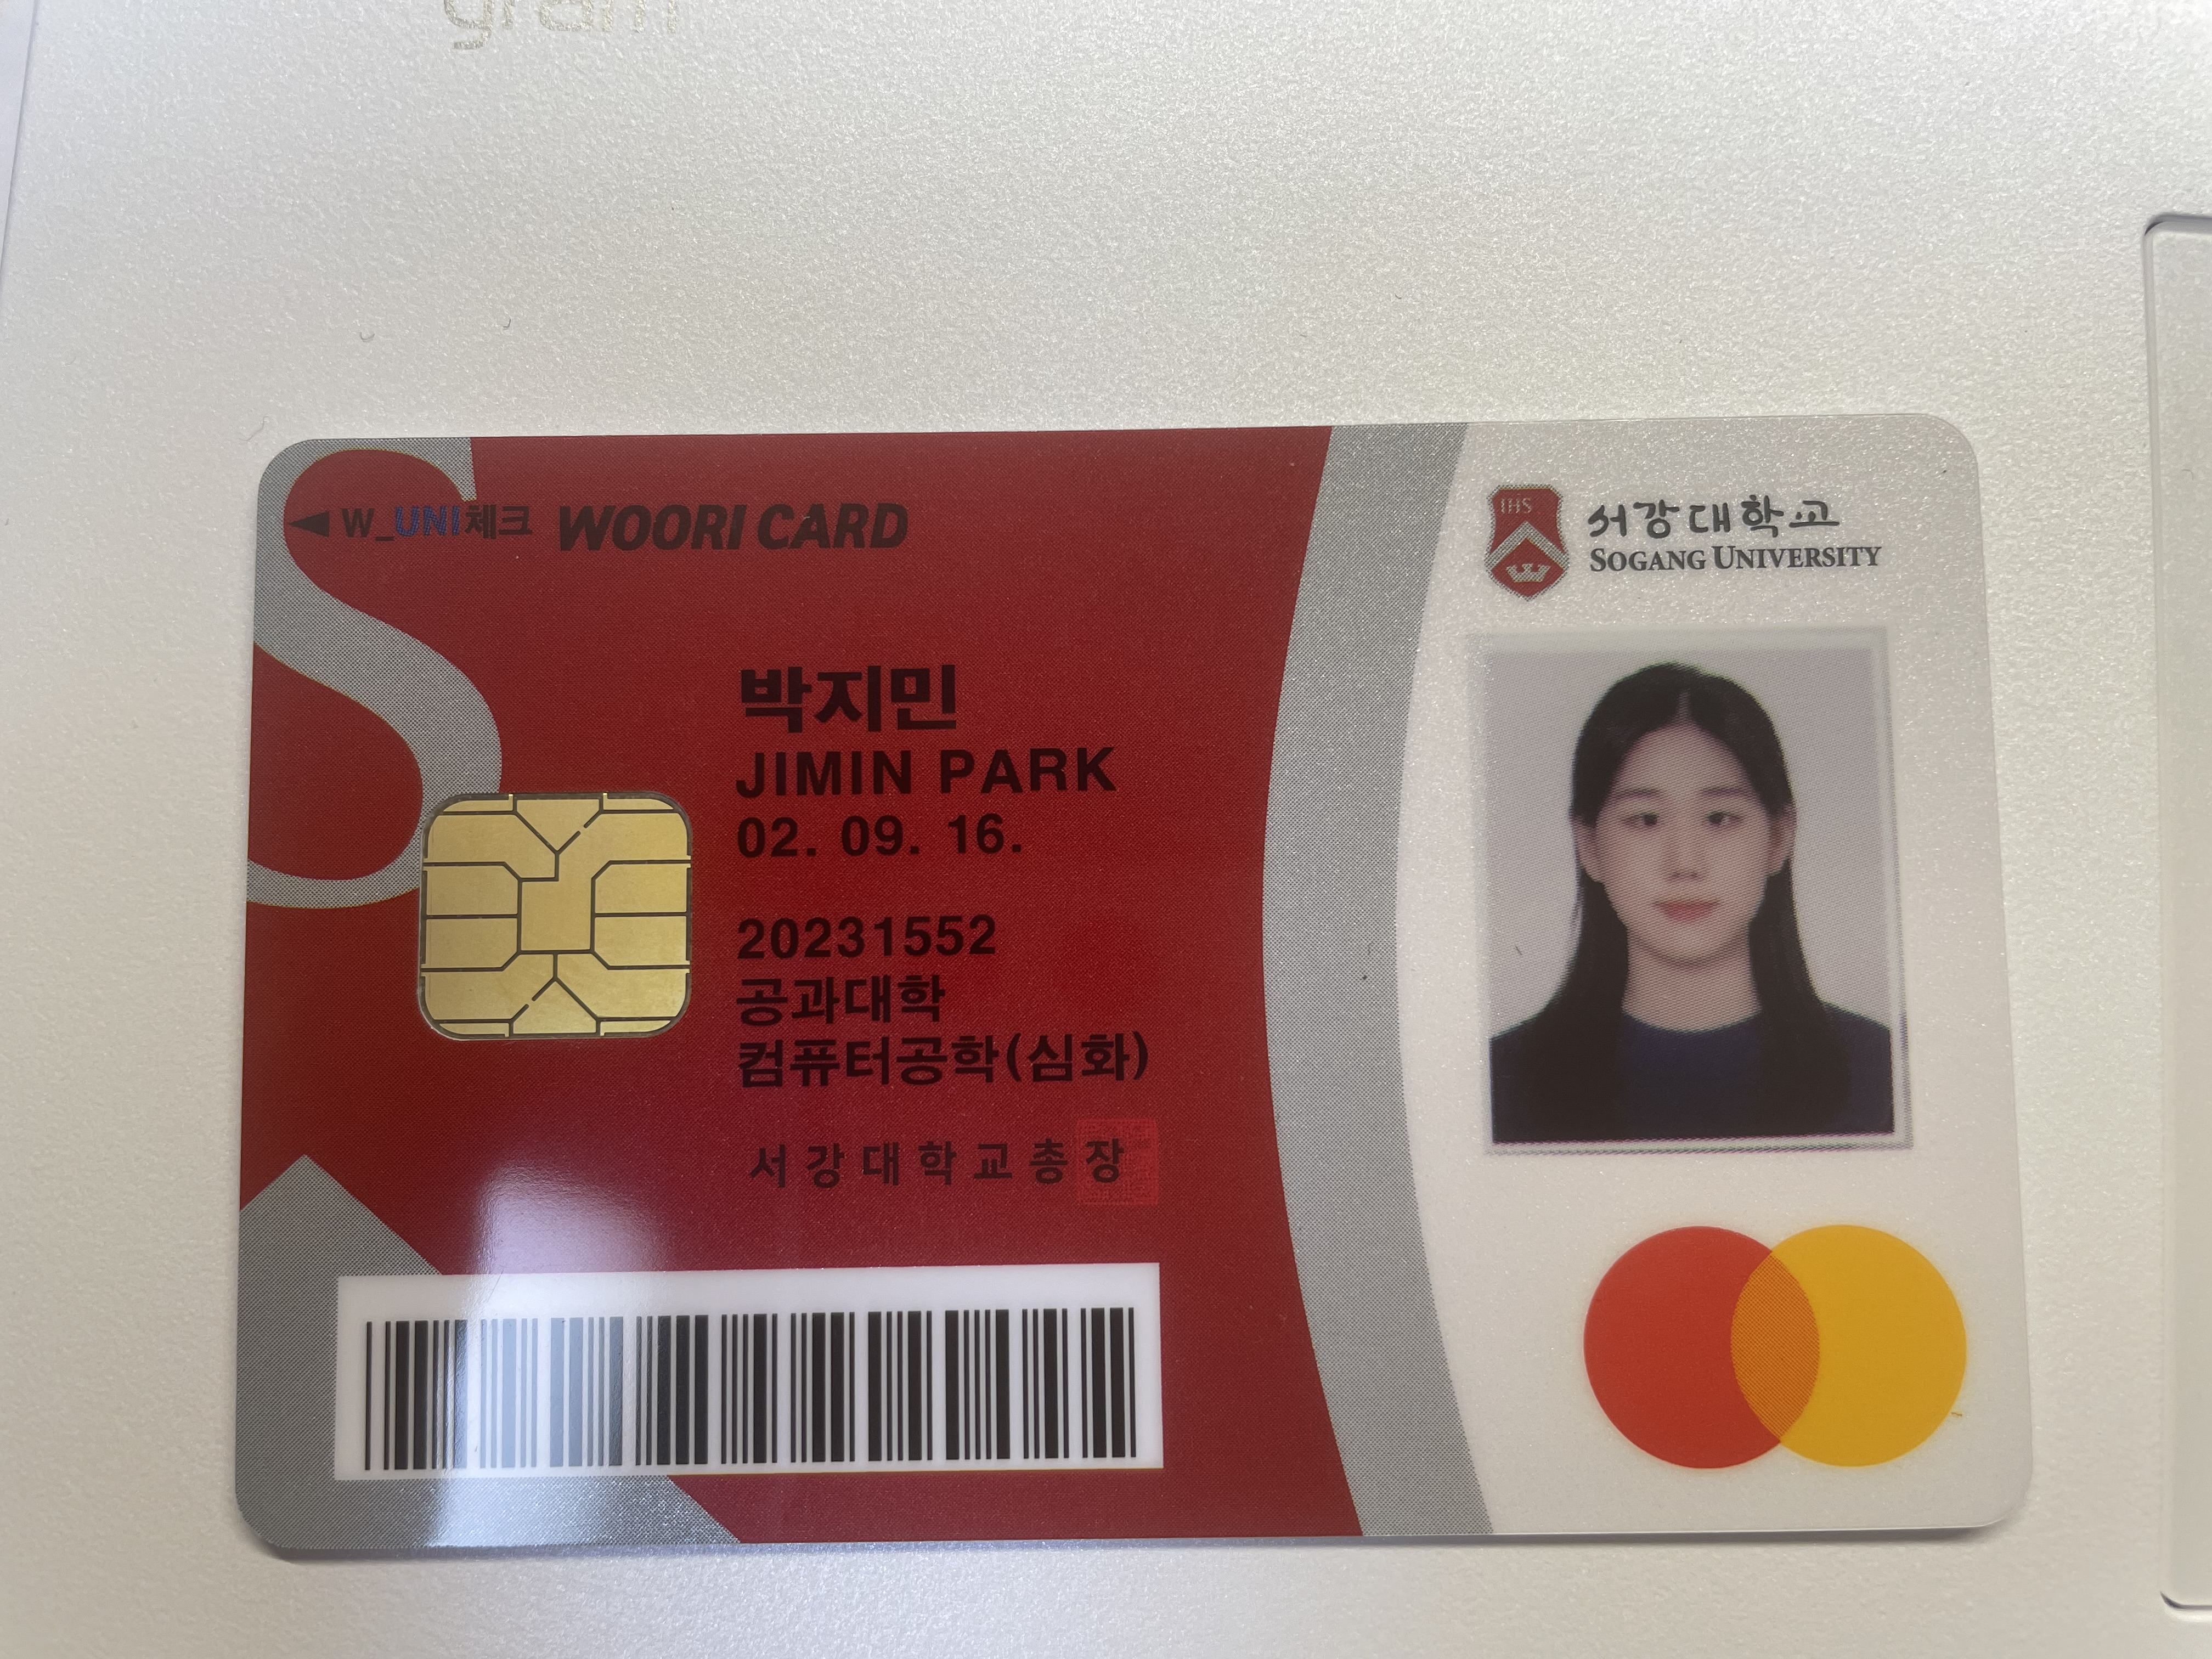 W_UNI체크 WOORI CARD
박지민
JIMIN PARK
02. 09. 16.
20231552
공과대학
컴퓨터공학(심화)
서강대학교총장
IHS
서강대학교
SOGANG UNIVERSITY